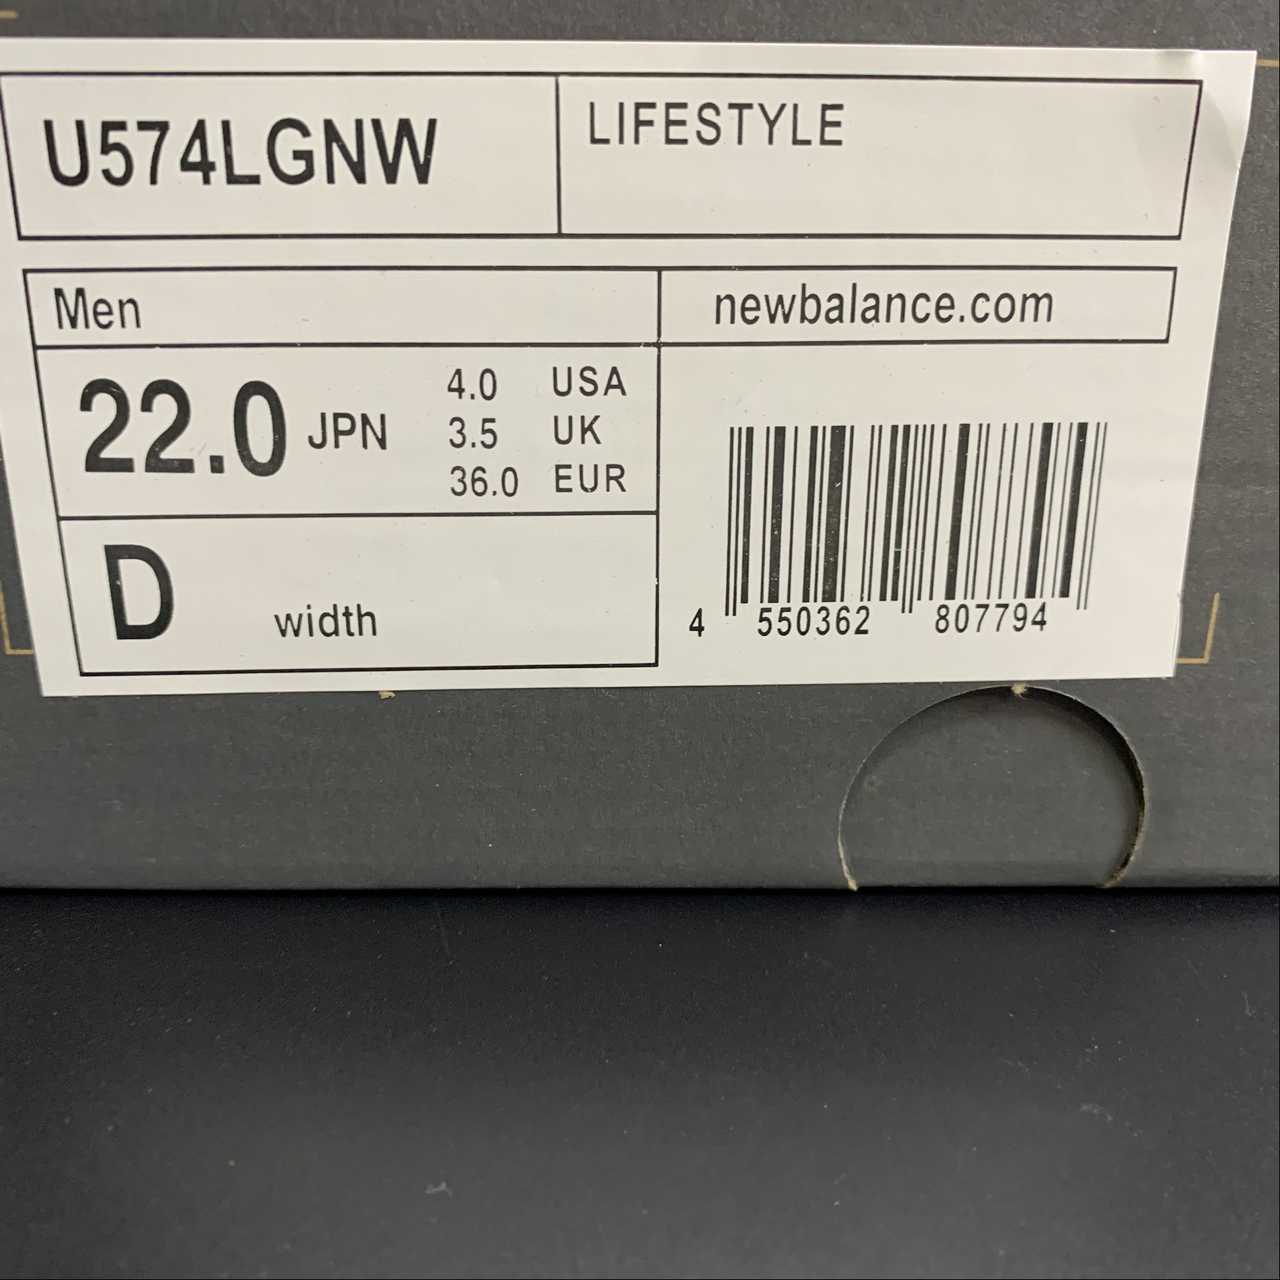 U574LGNW
LIFESTYLE
Men
newbalance.com
22.0 JPN
4.0 USA
3.5 UK
36.0 EUR
D width
4 550362 807794